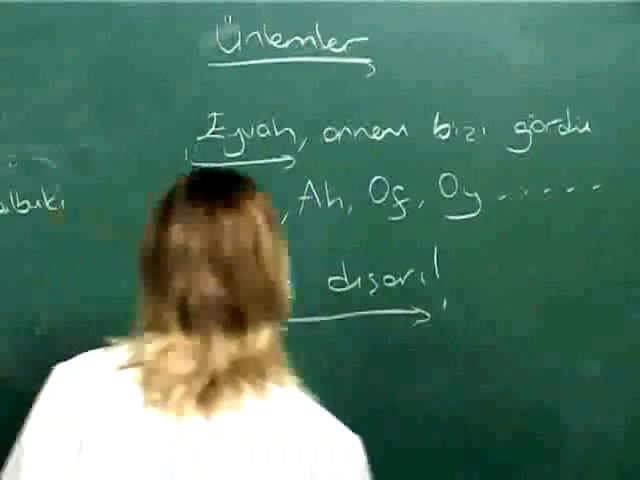 Ünlemler
Eyvah, annem bizi gördü
albuki
, Ah, Of, Oy ........
dışarı!